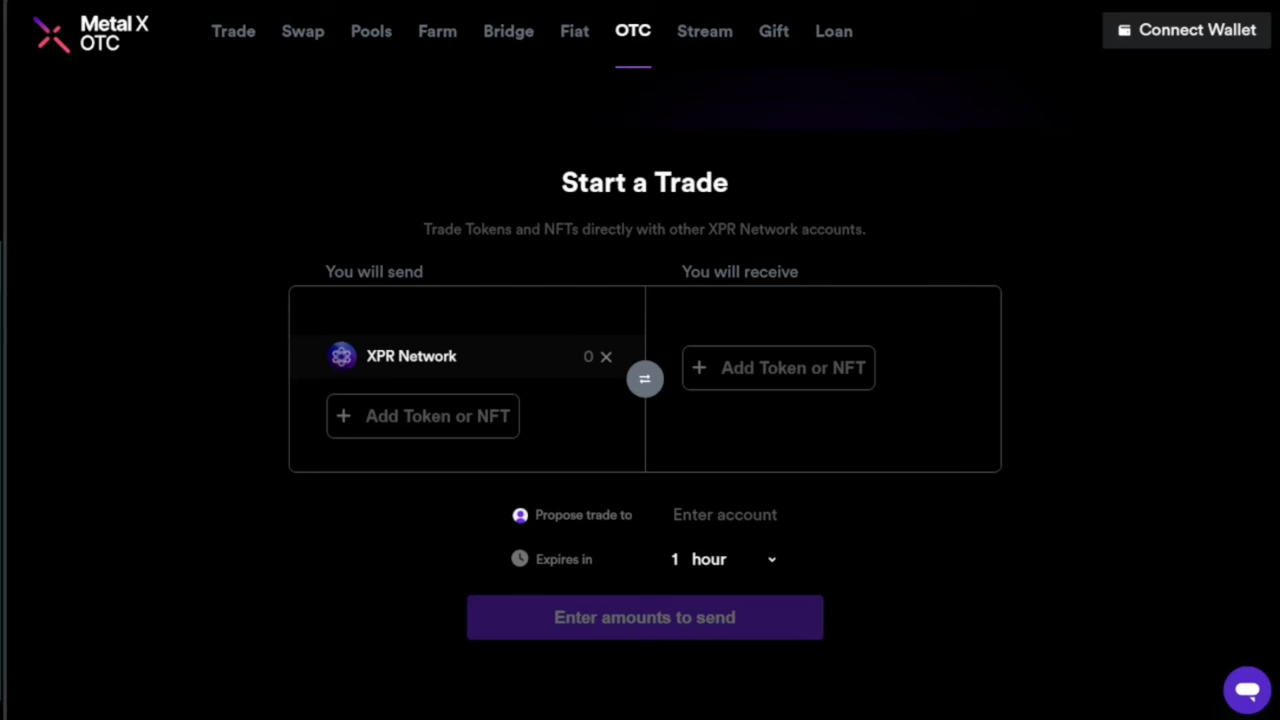 Metal X
OTC
Trade Swap Pools Farm Bridge Fiat OTC Stream Gift Loan
Connect Wallet
Start a Trade
Trade Tokens and NFTs directly with other XPR Network accounts.
You will send
You will receive
XPR Network 0
Add Token or NFT
Add Token or NFT
Propose trade to Enter account
Expires in 1 hour
Enter amounts to send